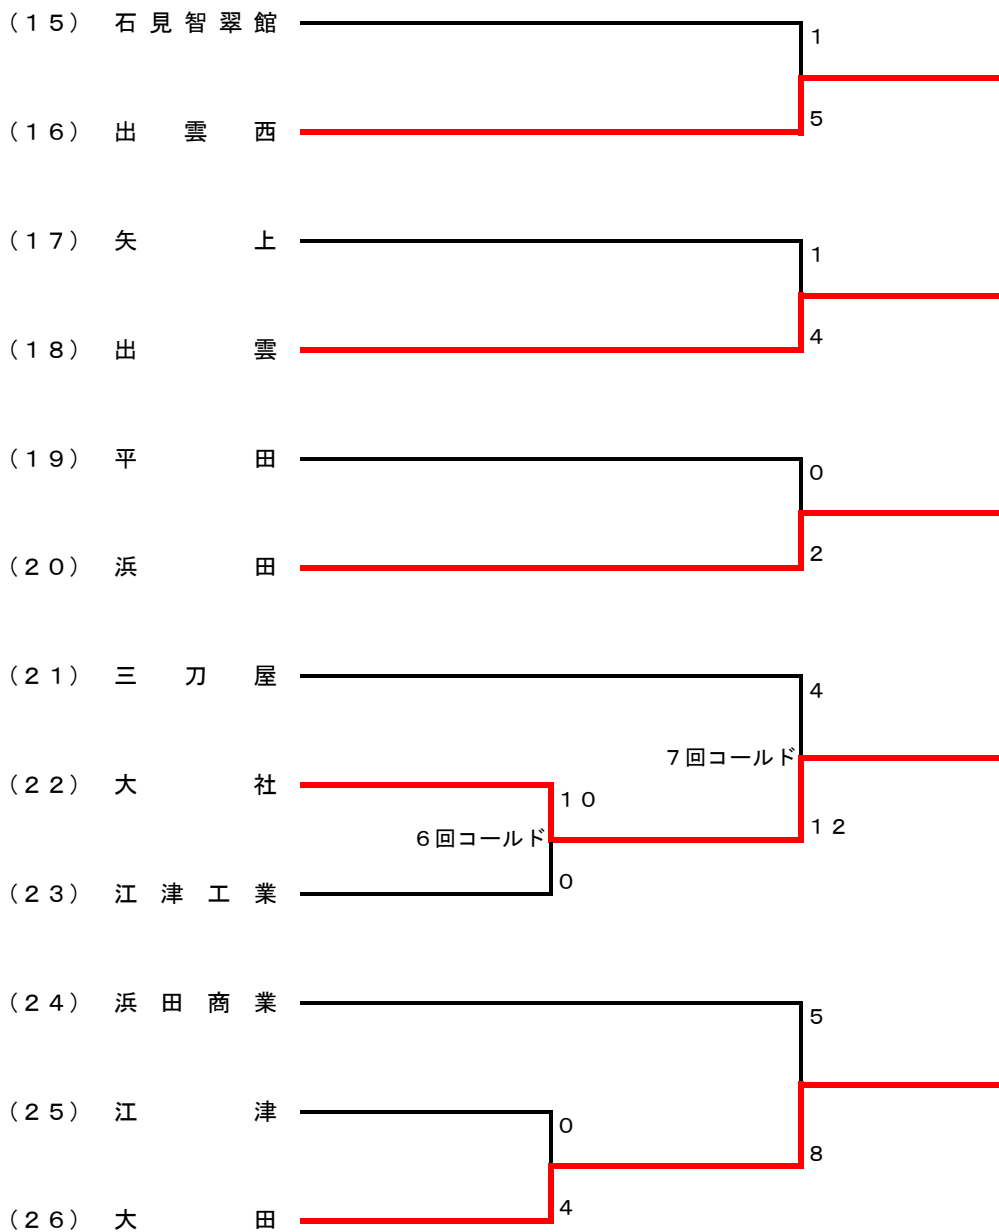 （１５） 石見智翠館
1
5
（１６） 出雲西
（１７） 矢上
1
4
（１８） 出雲
（１９） 平田
0
2
（２０） 浜田
（２１） 三刀屋
4
７回コールド
（２２） 大社
１０
１２
６回コールド
0
（２３） 江津工業
（２４） 浜田商業
5
（２５） 江津
0
8
4
（２６） 大田